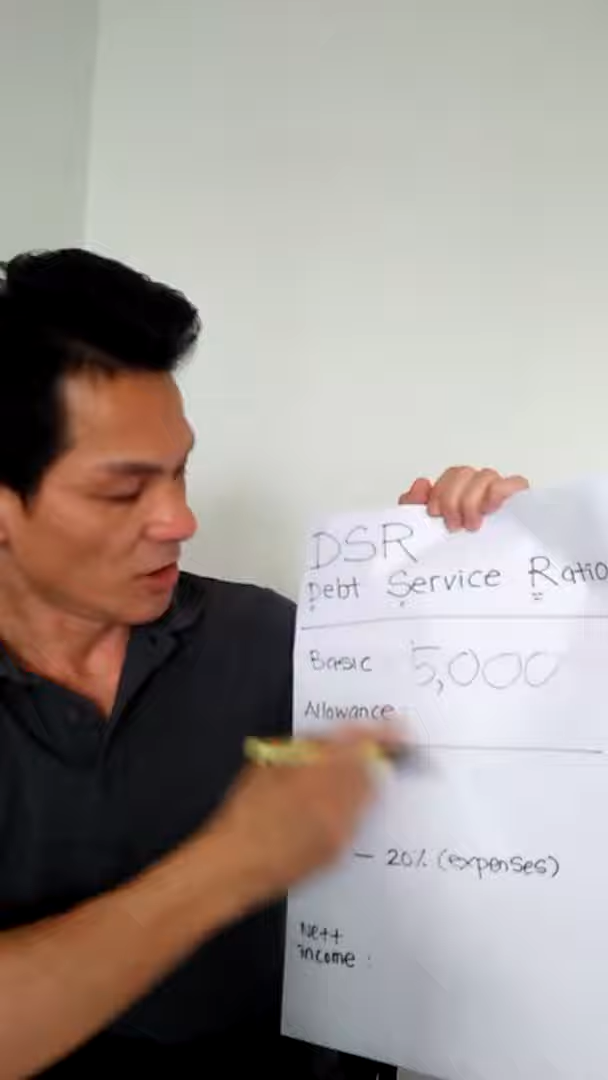 DSR
Debt Service Ratio
Basic 5,000
Allowance
- 20% (expenses)
Nett
income :